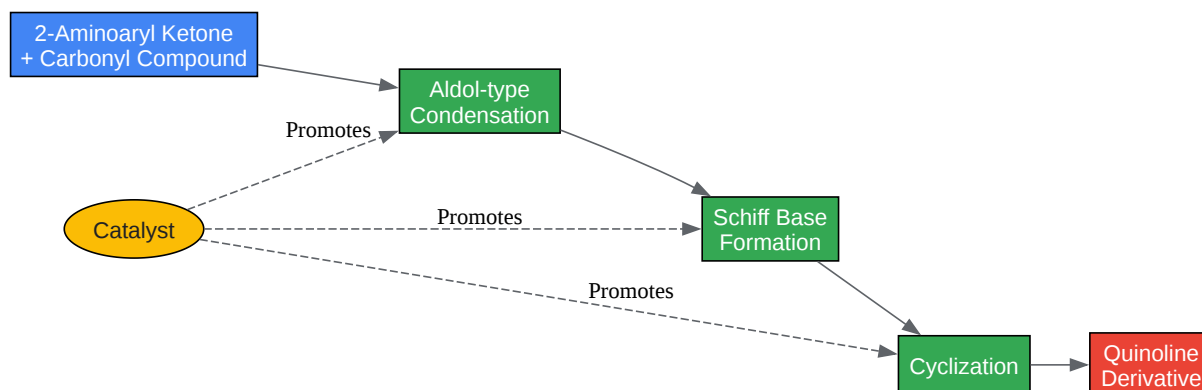 2-Aminoaryl Ketone
+ Carbonyl Compound
Aldol-type
Condensation
Promotes
Catalyst
Promotes
Schiff Base
Formation
Promotes
Cyclization
Quinoline
Derivative